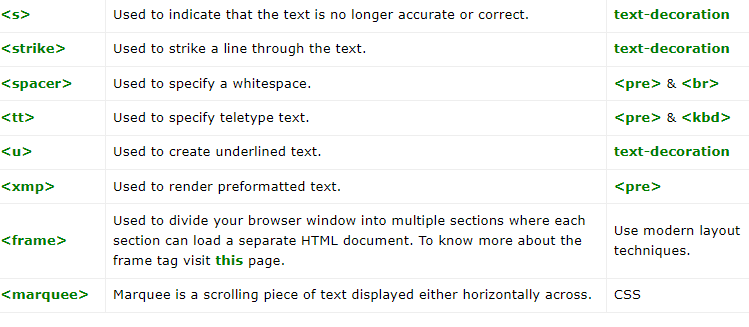 <s> Used to indicate that the text is no longer accurate or correct. text-decoration
<strike> Used to strike a line through the text. text-decoration
<spacer> Used to specify a whitespace. <pre> & <br>
<tt> Used to specify teletype text. <pre> & <kbd>
<u> Used to create underlined text. text-decoration
<xmp> Used to render preformatted text. <pre>
<frame>
Used to divide your browser window into multiple sections where each
section can load a separate HTML document. To know more about the
frame tag visit this page.
Use modern layout
techniques.
<marquee> Marquee is a scrolling piece of text displayed either horizontally across. CSS